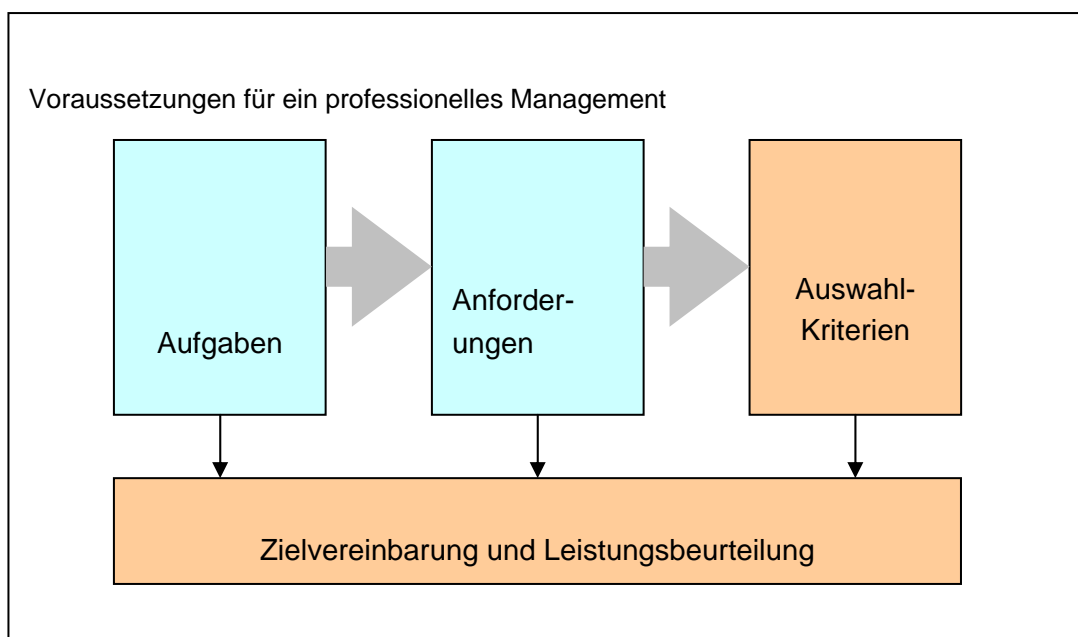 Voraussetzungen für ein professionelles Management
Aufgaben
Anforder-
ungen
Auswahl-
Kriterien
Zielvereinbarung und Leistungsbeurteilung